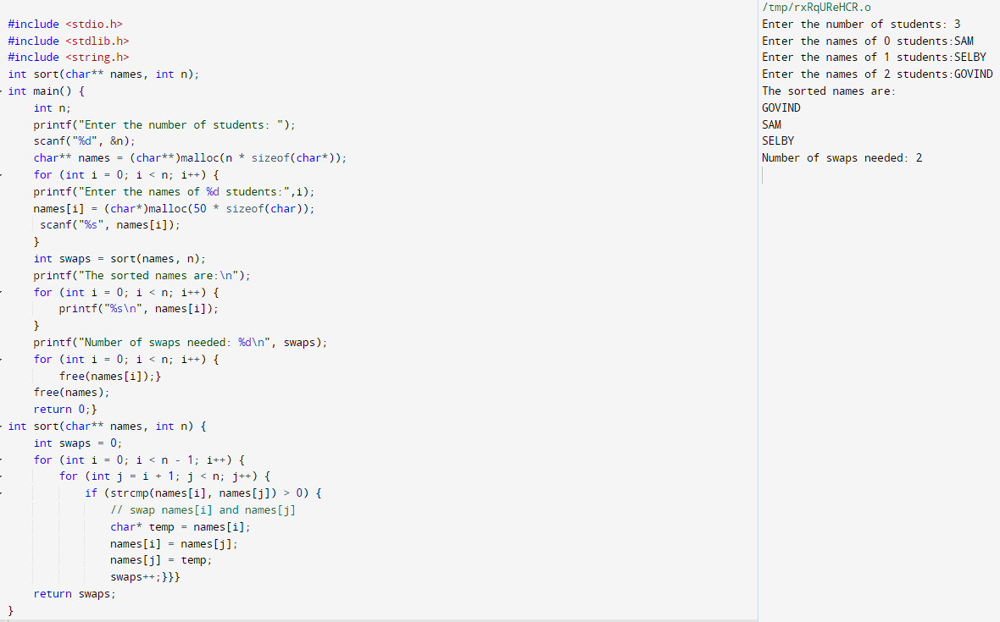 #include <stdio.h>
#include <stdlib.h>
#include <string.h>
int sort(char** names, int n);
int main() {
    int n;
    printf("Enter the number of students: ");
    scanf("%d", &n);
    char** names = (char**)malloc(n * sizeof(char*));
    for (int i = 0; i < n; i++) {
    printf("Enter the names of %d students:",i);
    names[i] = (char*)malloc(50 * sizeof(char));
     scanf("%s", names[i]);
    }
    int swaps = sort(names, n);
    printf("The sorted names are:\n");
    for (int i = 0; i < n; i++) {
        printf("%s\n", names[i]);
    }
    printf("Number of swaps needed: %d\n", swaps);
    for (int i = 0; i < n; i++) {
        free(names[i]);}
    free(names);
    return 0;}
int sort(char** names, int n) {
    int swaps = 0;
    for (int i = 0; i < n - 1; i++) {
        for (int j = i + 1; j < n; j++) {
            if (strcmp(names[i], names[j]) > 0) {
                // swap names[i] and names[j]
                char* temp = names[i];
                names[i] = names[j];
                names[j] = temp;
                swaps++;}}}
    return swaps;
}
/tmp/rxRqUReHCR.o
Enter the number of students: 3
Enter the names of 0 students:SAM
Enter the names of 1 students:SELBY
Enter the names of 2 students:GOVIND
The sorted names are:
GOVIND
SAM
SELBY
Number of swaps needed: 2